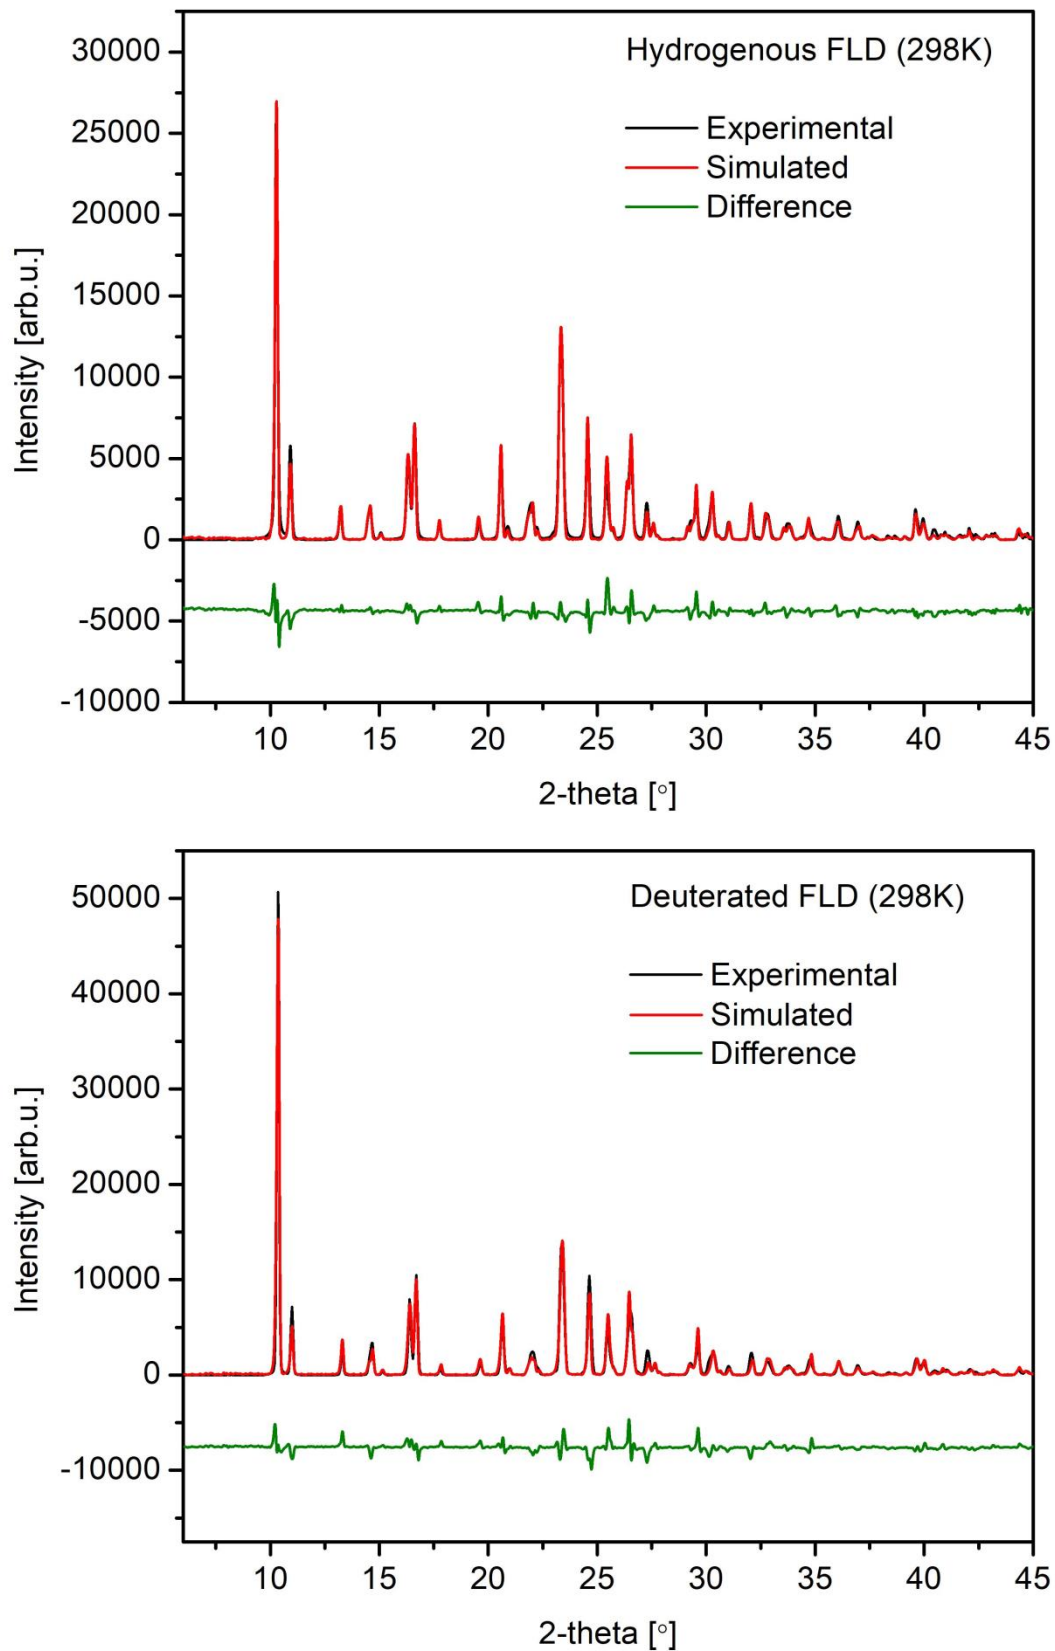 Hydrogenous FLD (298K)
Experimental
Simulated
Difference
Intensity [arb.u.]
30000
25000
20000
15000
10000
5000
0
-5000
-10000
10 15 20 25 30 35 40 45
2-theta [°]
Deuterated FLD (298K)
Experimental
Simulated
Difference
Intensity [arb.u.]
50000
40000
30000
20000
10000
0
-10000
10 15 20 25 30 35 40 45
2-theta [°]